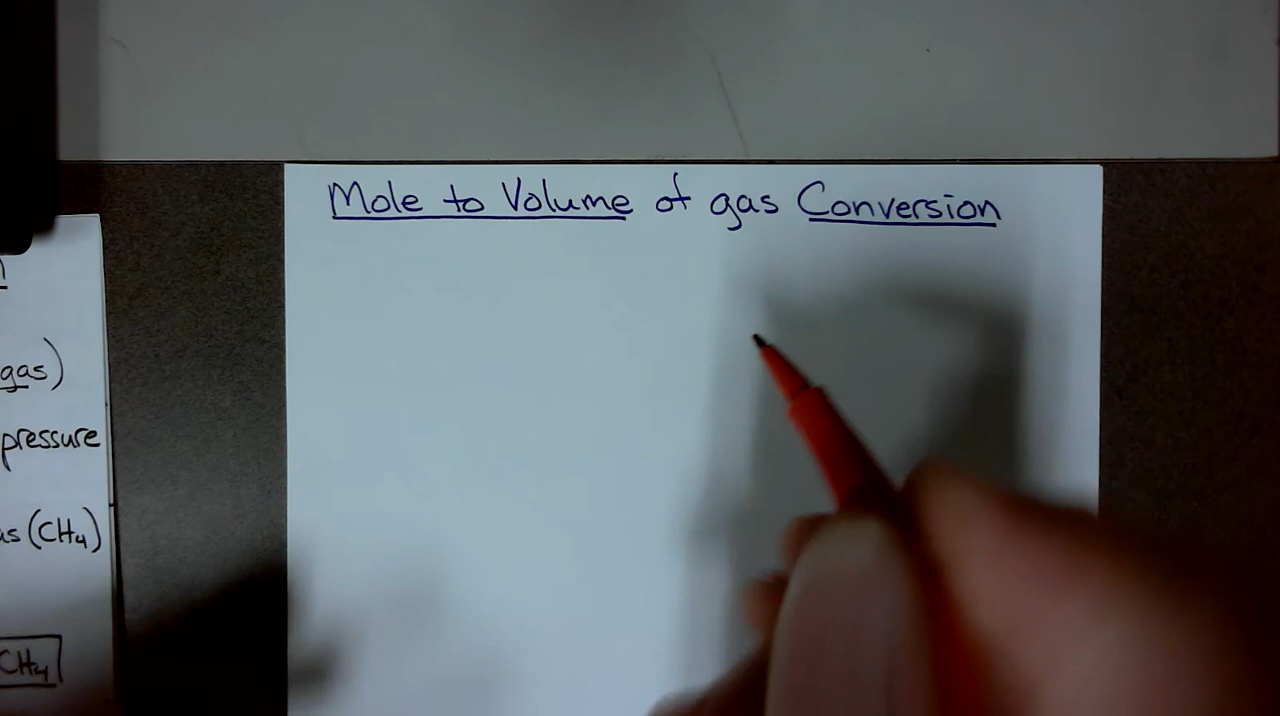 Mole to Volume of gas Conversion
gas)
pressure
(CH₄)
CH₄